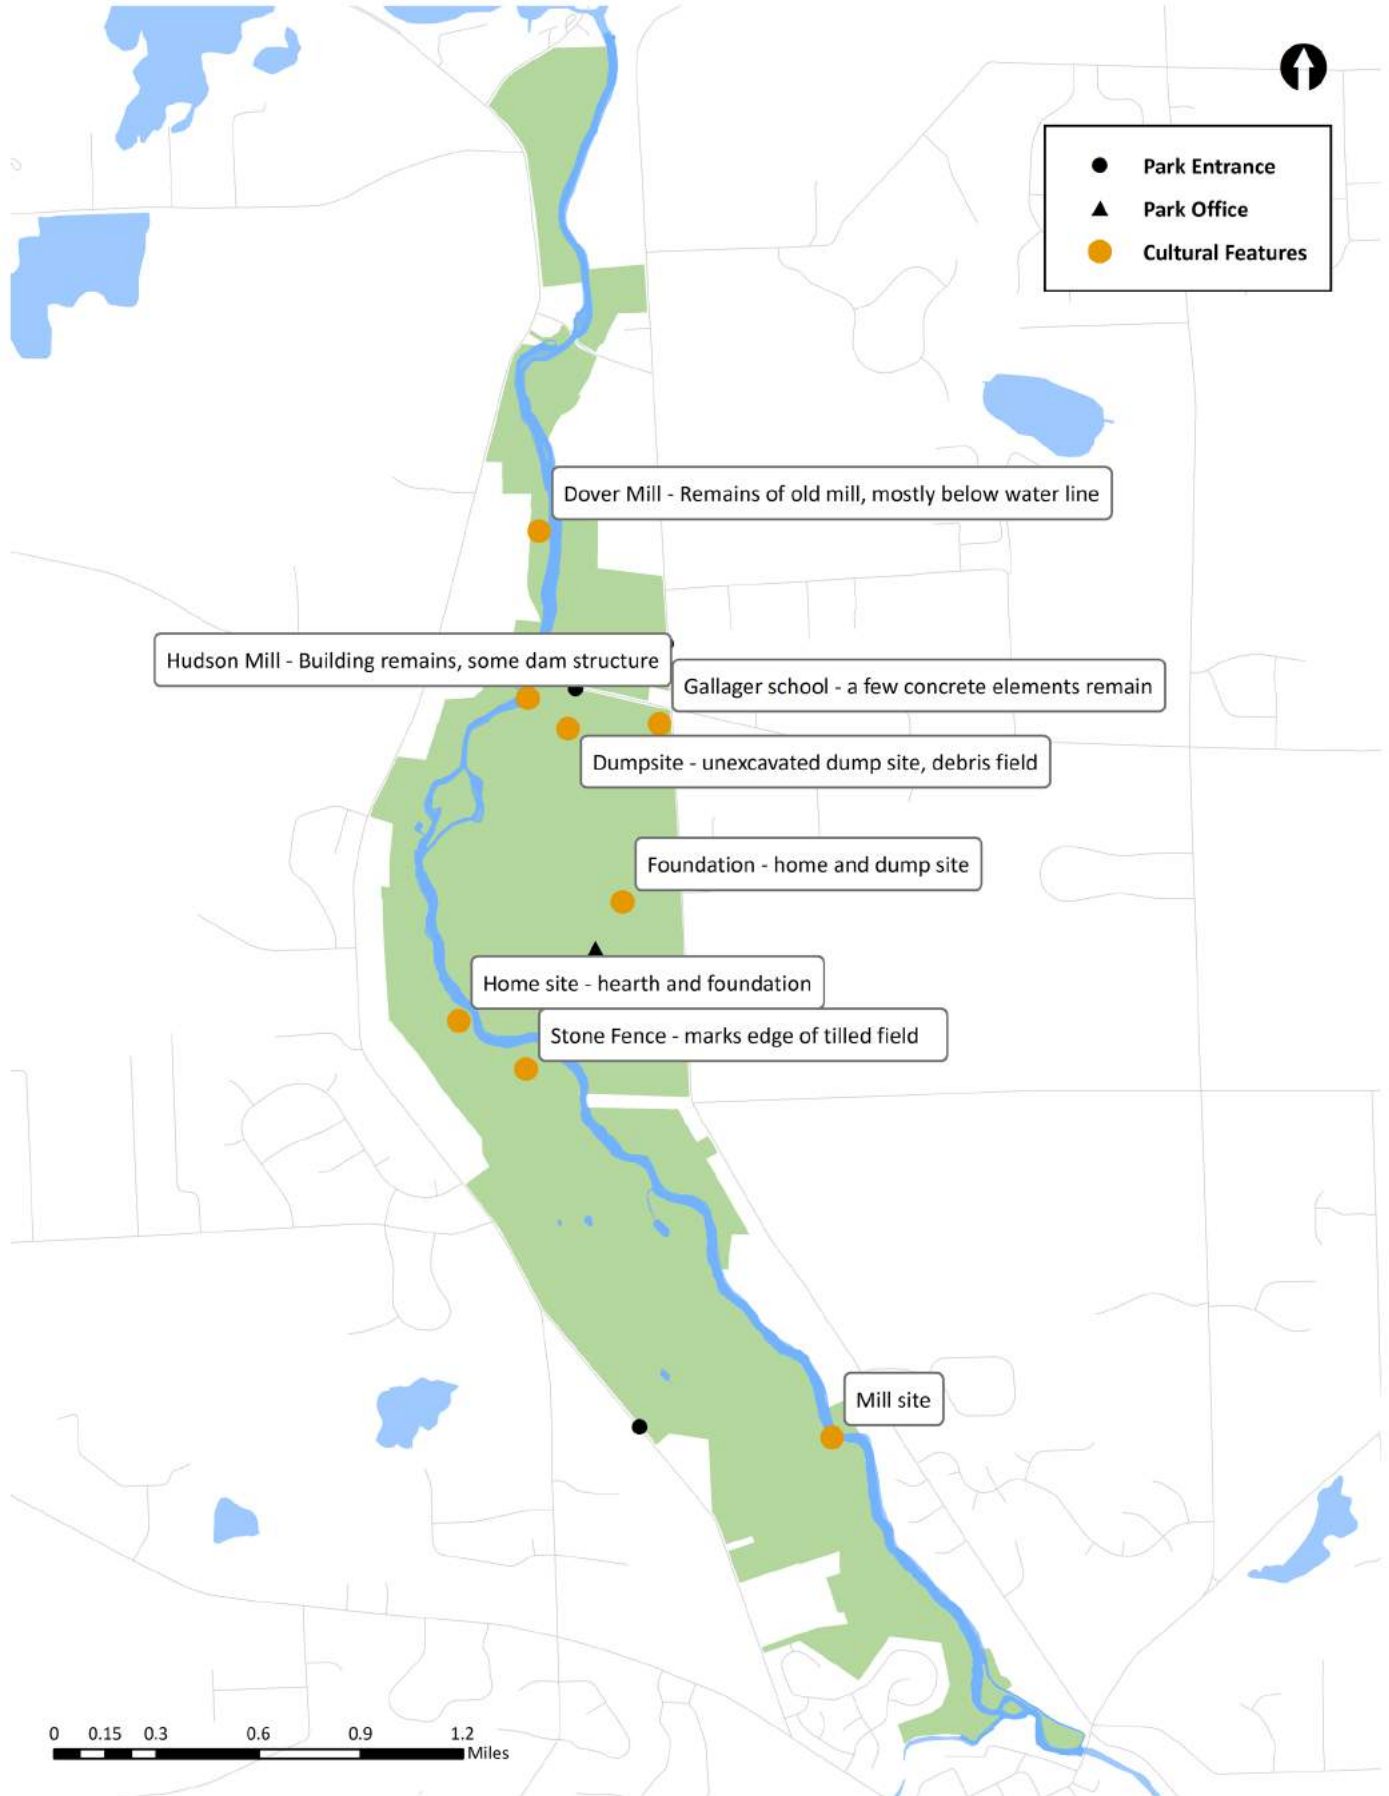 Park Entrance
Park Office
Cultural Features
Dover Mill - Remains of old mill, mostly below water line
Hudson Mill - Building remains, some dam structure
Gallager school - a few concrete elements remain
Dumpsite - unexcavated dump site, debris field
Foundation - home and dump site
Home site - hearth and foundation
Stone Fence - marks edge of tilled field
Mill site
0 0.15 0.3 0.6 0.9 1.2
Miles